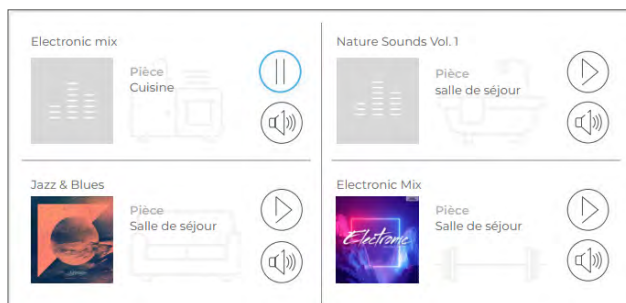 Electronic mix
Pièce
Cuisine
Nature Sounds Vol. 1
Pièce
salle de séjour
Jazz & Blues
Pièce
Salle de séjour
Electronic Mix
Electronic
Pièce
Salle de séjour